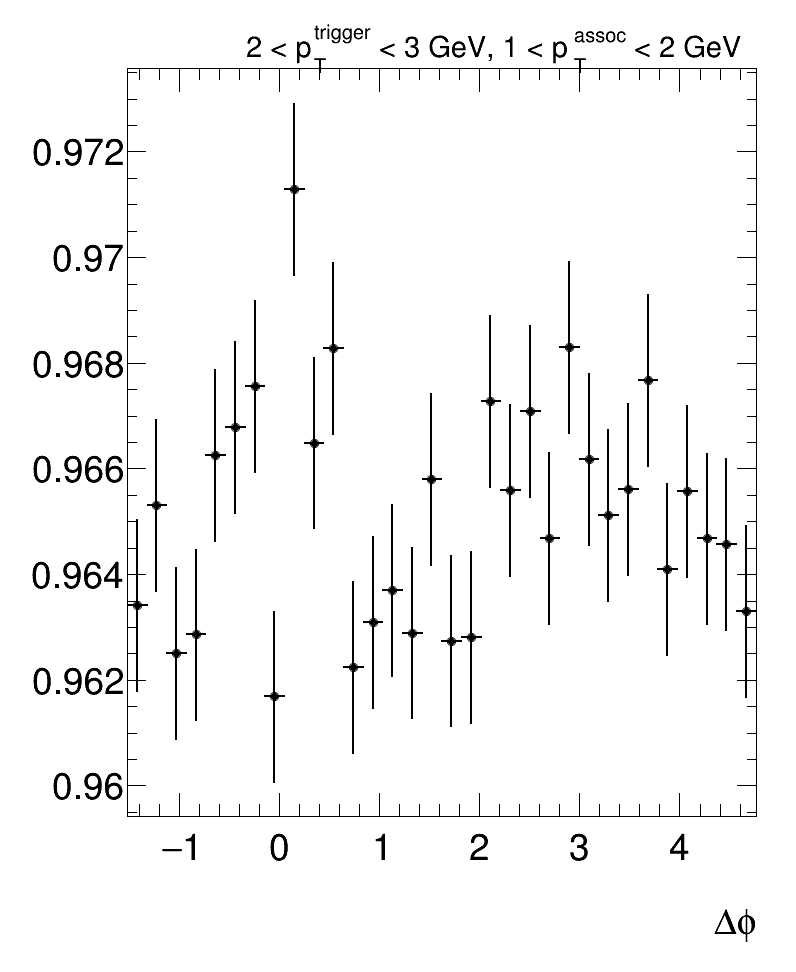 2 < p_T^trigger < 3 GeV, 1 < p_T^assoc < 2 GeV
0.972
0.97
0.968
0.966
0.964
0.962
0.96
−1 0 1 2 3 4
Δϕ